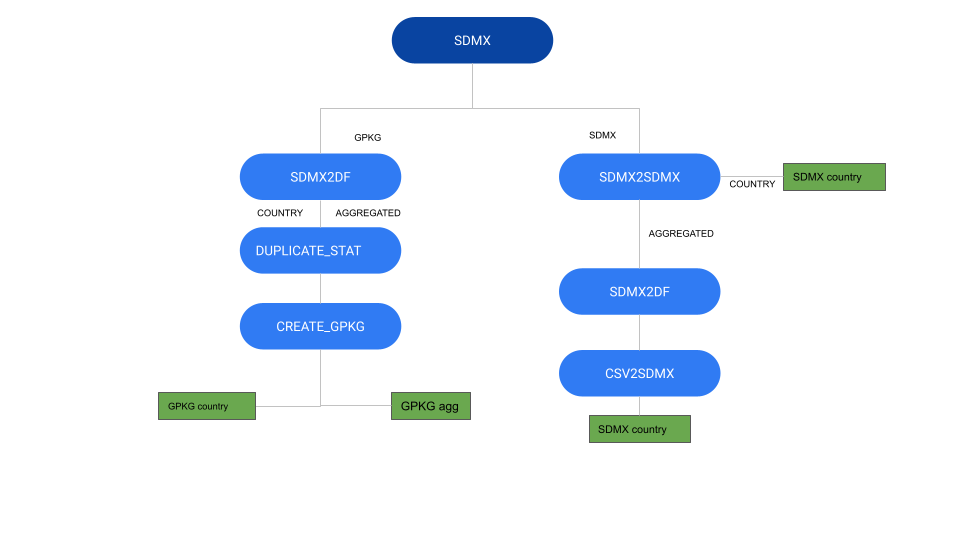 SDMX
GPKG
SDMX
SDMX2DF
SDMX2SDMX
SDMX country
COUNTRY
COUNTRY
AGGREGATED
AGGREGATED
DUPLICATE_STAT
SDMX2DF
CREATE_GPKG
CSV2SDMX
GPKG country
GPKG agg
SDMX country